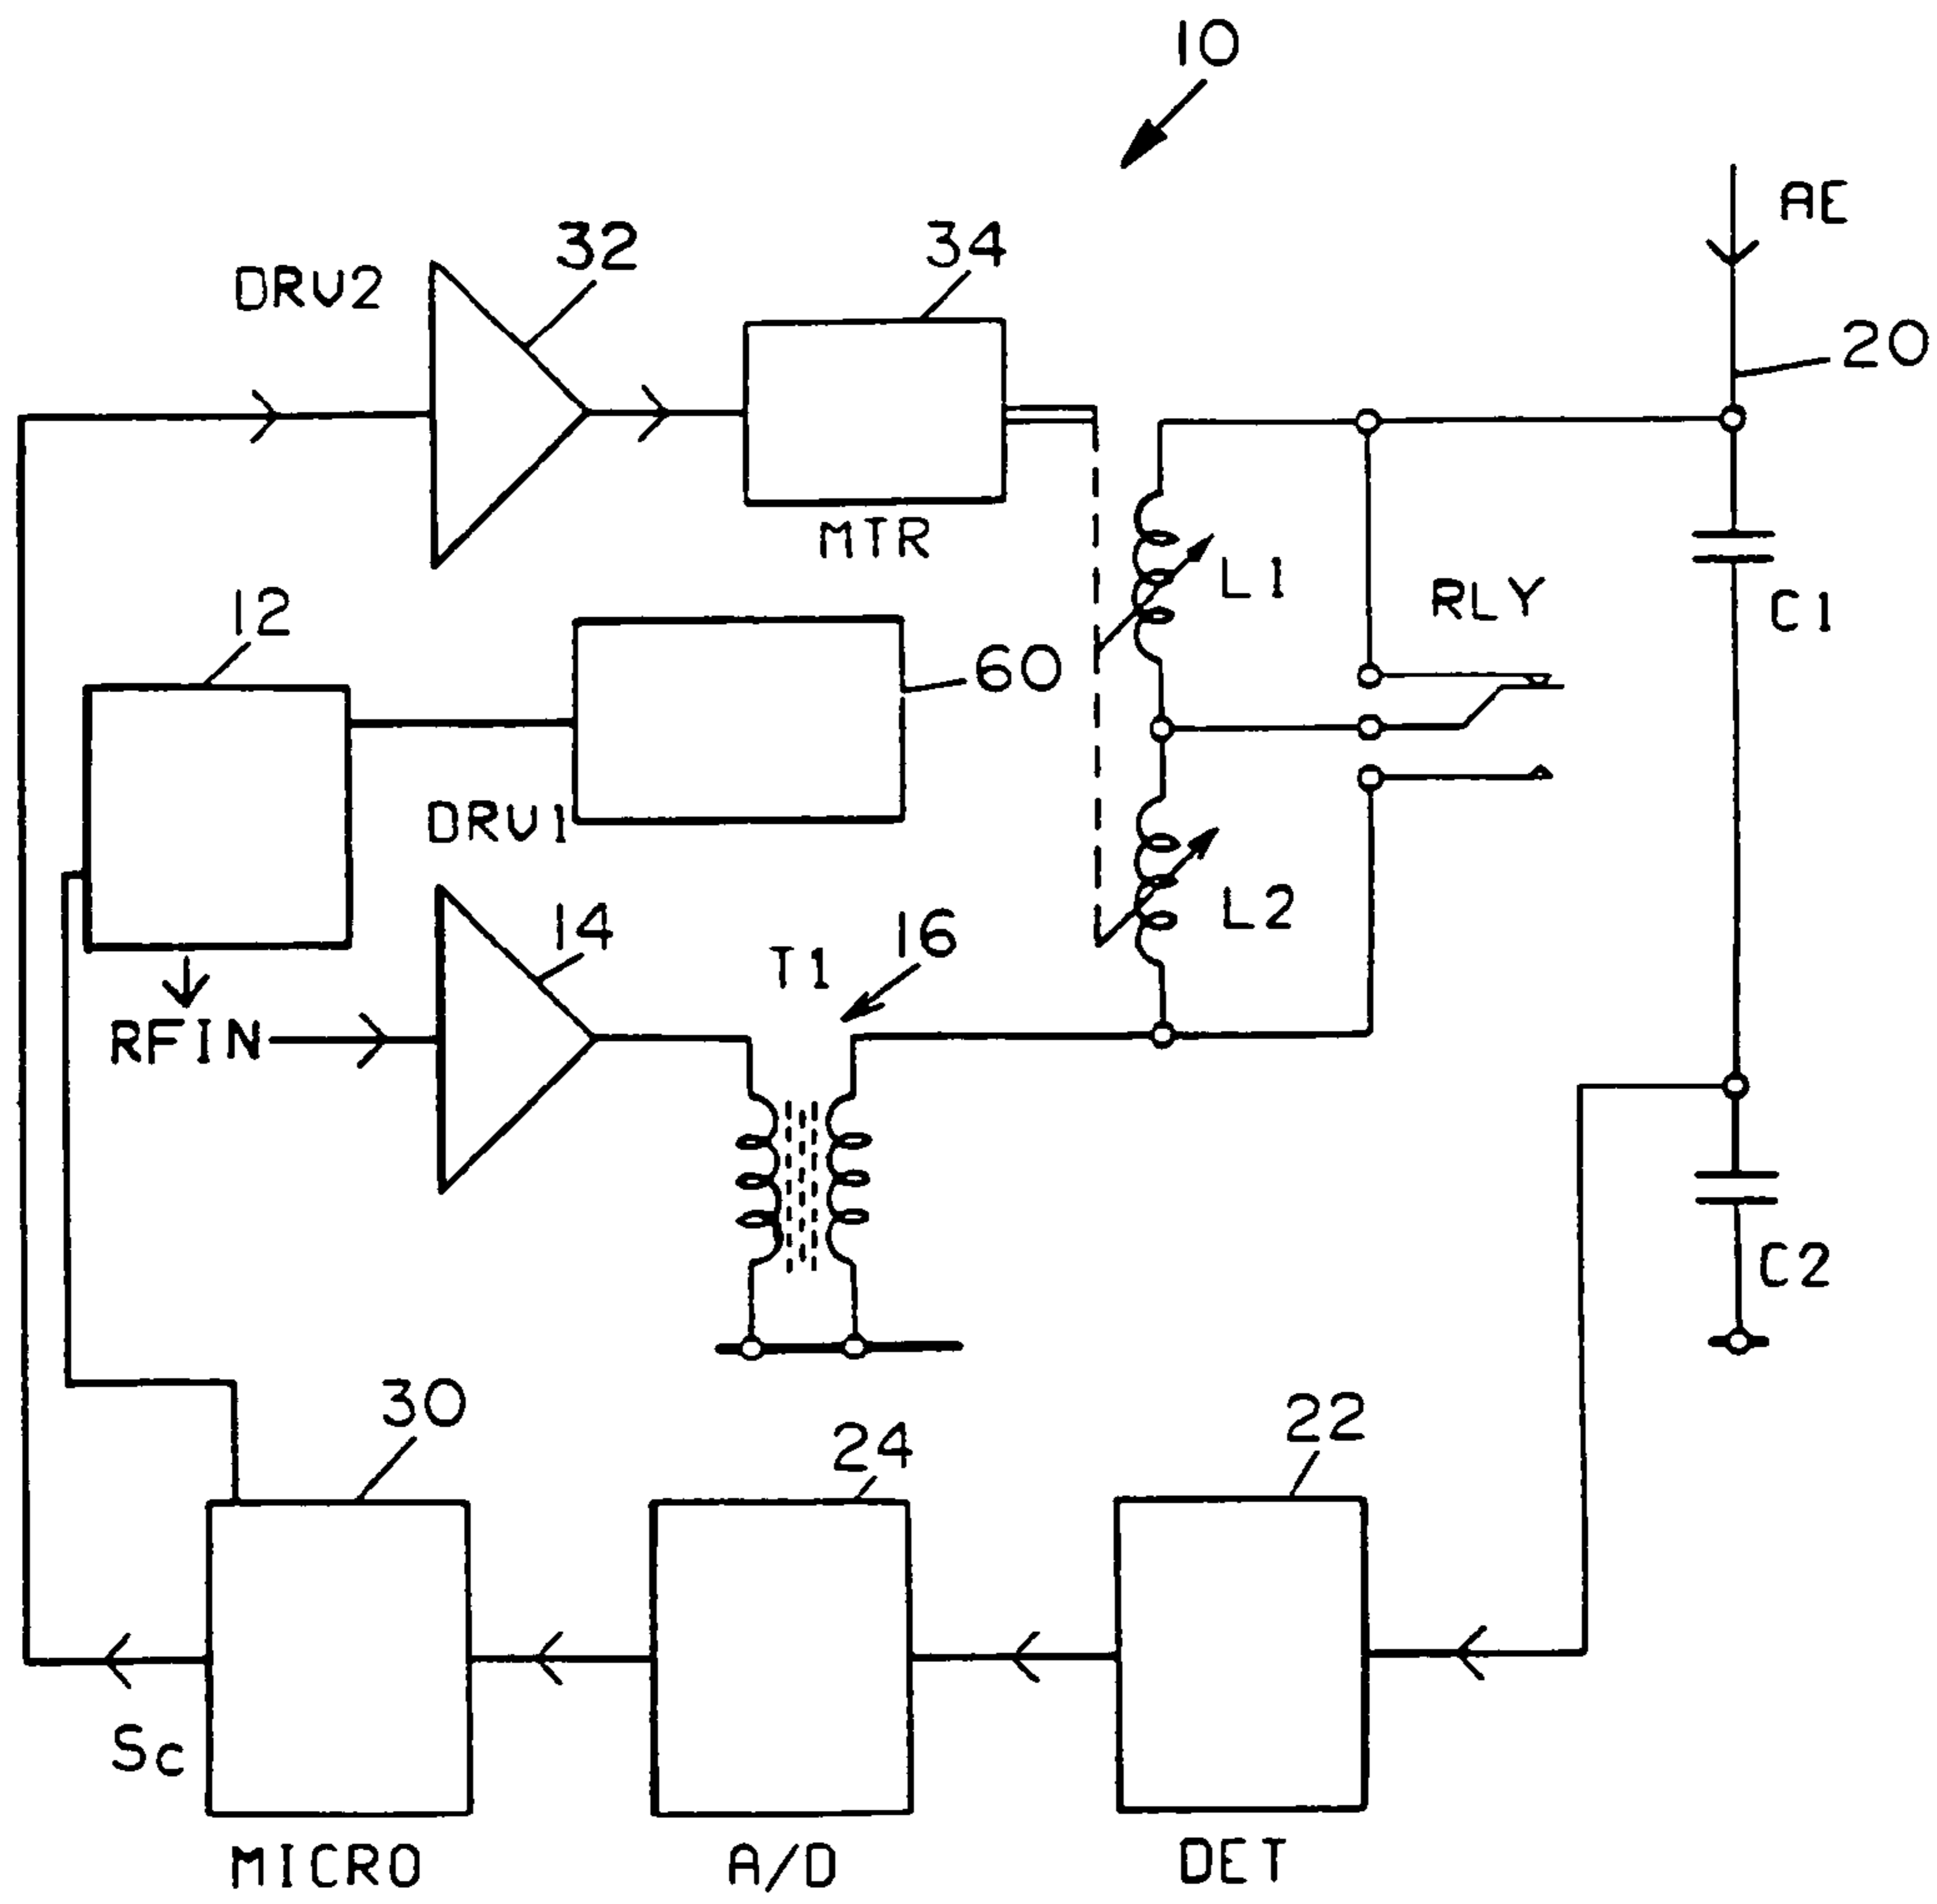 10
AE
32
34
DRV2
20
MTR
L1
RLY
C1
12
60
DRV1
14
T1
16
L2
RFIN
C2
30
24
22
Sc
MICRO
A/D
DET